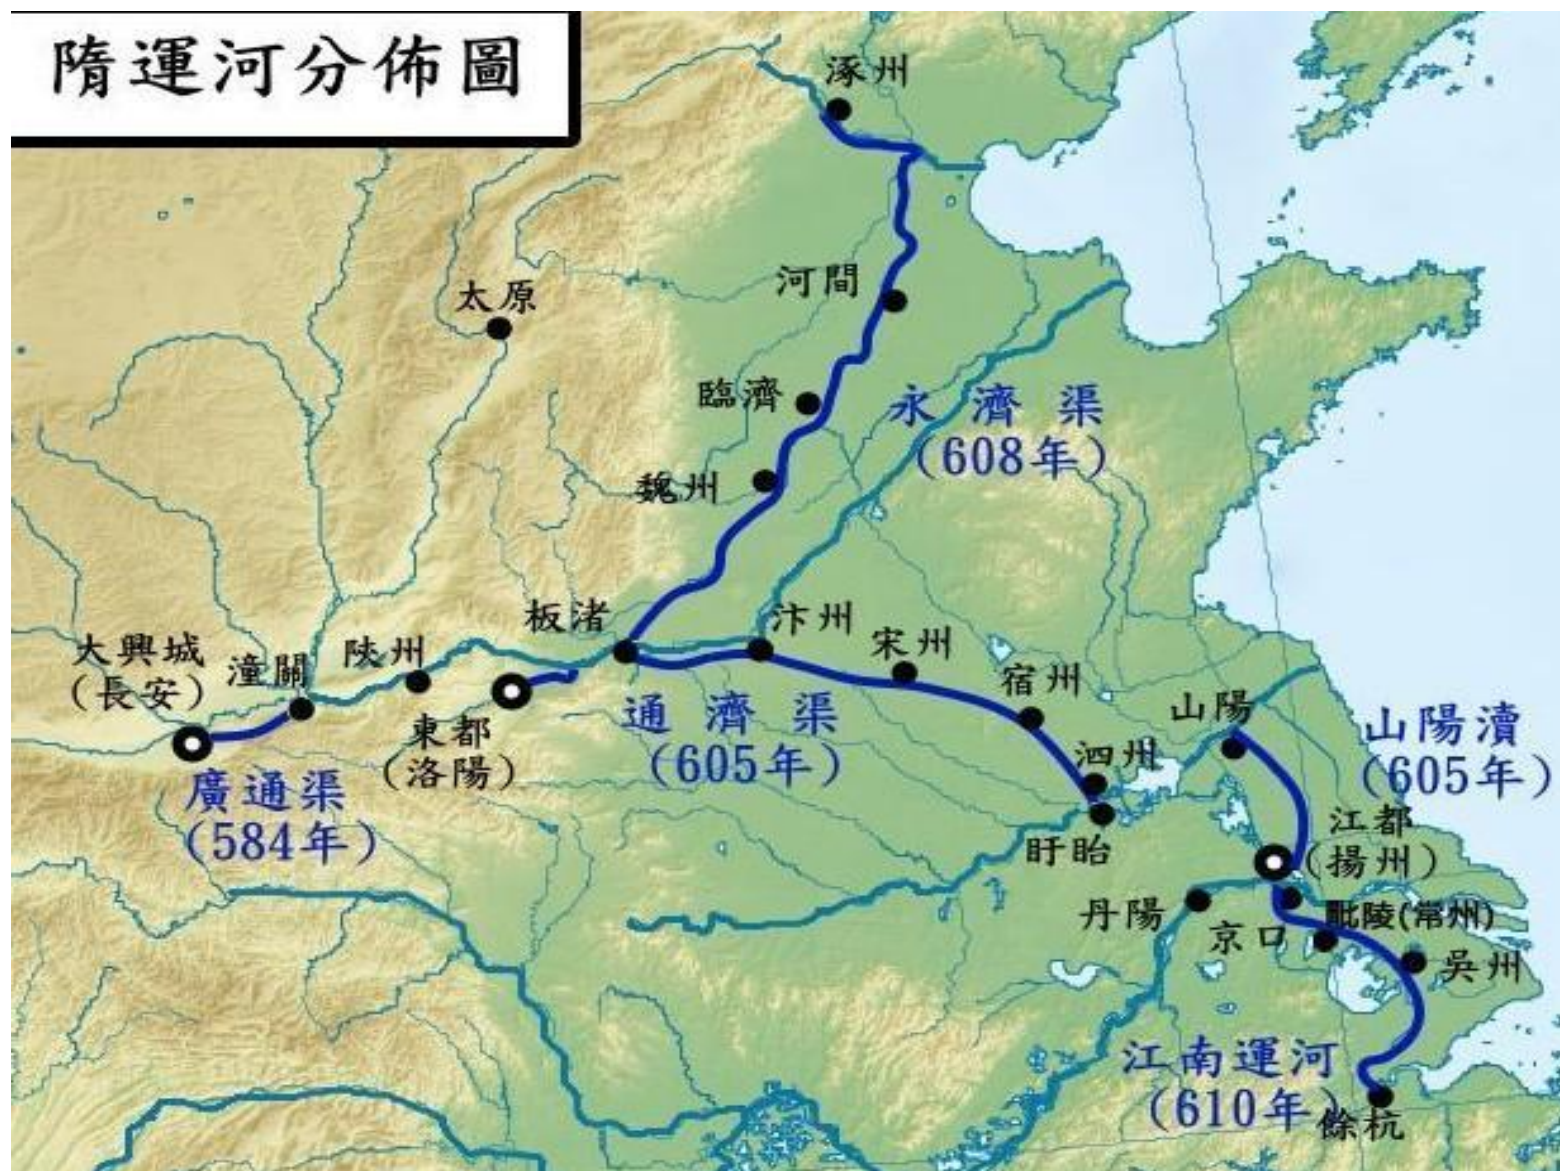 隋運河分佈圖
涿州
河間
太原
臨濟
永濟渠
(608年)
魏州
板渚
汴州
宋州
大興城
(長安)
潼關
陝州
宿州
山陽
山陽瀆
(605年)
東都
(洛陽)
通濟渠
(605年)
泗州
廣通渠
(584年)
盱眙
江都
(揚州)
丹陽
京口
毗陵(常州)
吳州
江南運河
(610年)
餘杭